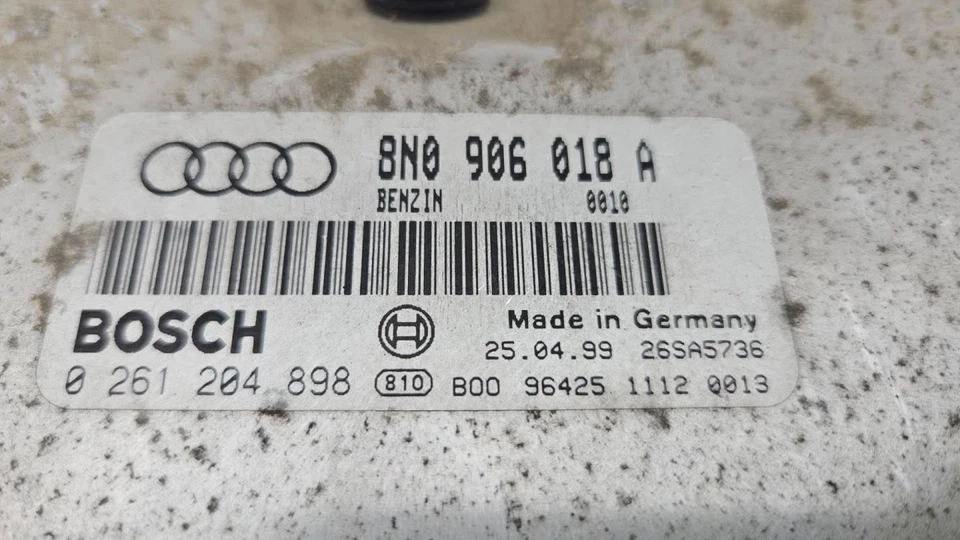 8N0 906 018 A
BENZIN 0010
BOSCH
Made in Germany
25.04.99 26SA5736
0 261 204 898 810 B00 96425 1112 0013